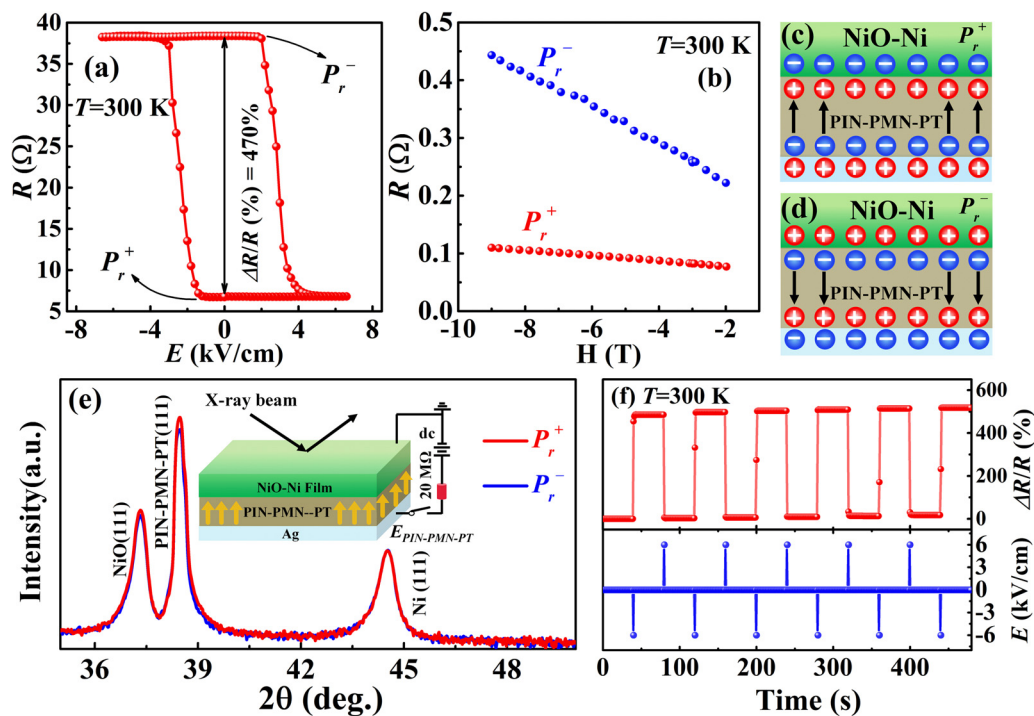 (a)
T=300 K
ΔR/R (%) = 470%
P_r^-
P_r^+
R (Ω)
40
35
30
25
20
15
10
5
-8
-4
0
4
8
E (kV/cm)
(b)
T=300 K
P_r^-
P_r^+
R (Ω)
0.5
0.4
0.3
0.2
0.1
0.0
-10
-8
-6
-4
-2
H (T)
(c)
NiO-Ni
P_r^+
PIN-PMN-PT
(d)
NiO-Ni
P_r^-
PIN-PMN-PT
(e)
X-ray beam
dc
20 MΩ
NiO-Ni Film
PIN-PMN--PT
Ag
E_PIN-PMN-PT
P_r^+
P_r^-
NiO(111)
PIN-PMN-PT(111)
Ni (111)
Intensity(a.u.)
36
39
42
45
48
2θ (deg.)
(f)
T=300 K
600
400
200
0
ΔR/R (%)
6
3
0
-3
-6
E (kV/cm)
0
100
200
300
400
Time (s)